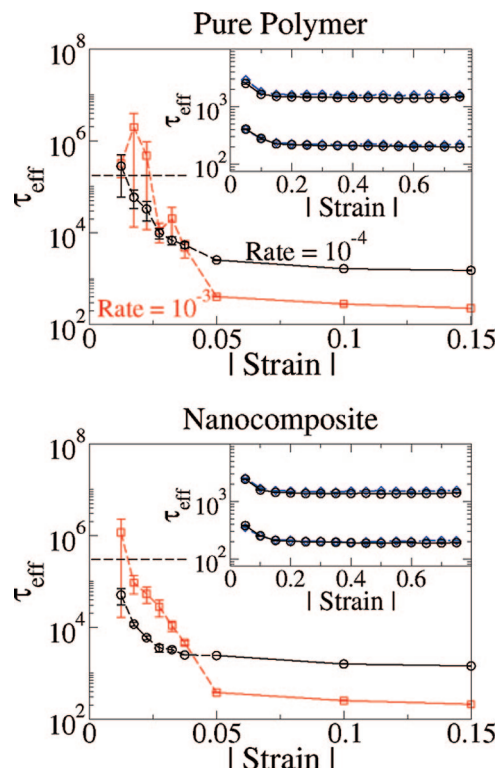 Pure Polymer
10^8
10^6
10^4
10^2
τ_eff
10^3
10^2
τ_eff
0 0.2 0.4 0.6
| Strain |
Rate = 10^-4
Rate = 10^-3
0 0.05 0.1 0.15
| Strain |
Nanocomposite
10^8
10^6
10^4
10^2
τ_eff
10^3
10^2
τ_eff
0 0.2 0.4 0.6
| Strain |
0 0.05 0.1 0.15
| Strain |